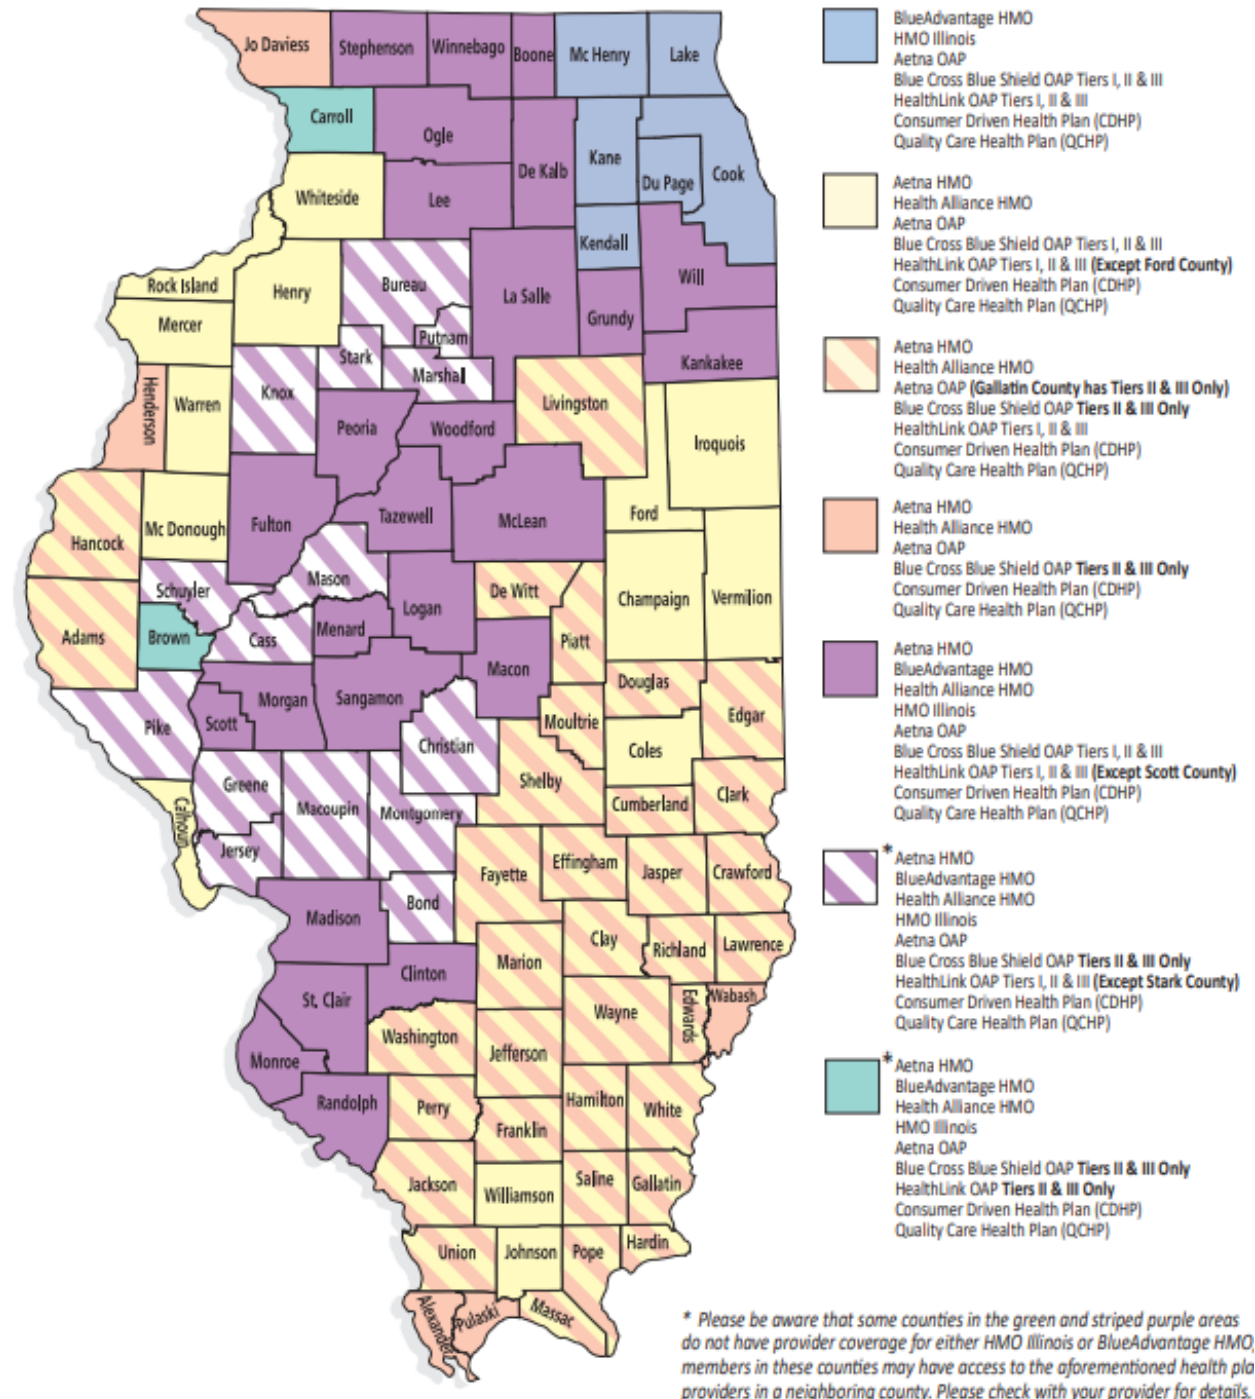 Jo Daviess
Stephenson
Winnebago
Boone
Mc Henry
Lake
Carroll
Ogle
De Kalb
Kane
Du Page
Cook
Whiteside
Lee
Kendall
Will
Rock Island
Henry
Bureau
La Salle
Grundy
Mercer
Putnam
Kankakee
Stark
Marshall
Knox
Henderson
Warren
Peoria
Woodford
Livingston
Iroquois
Ford
Hancock
Mc Donough
Fulton
Tazewell
McLean
Mason
Schuyler
Logan
De Witt
Champaign
Vermilion
Adams
Brown
Cass
Menard
Piatt
Macon
Pike
Scott
Morgan
Sangamon
Douglas
Edgar
Moultrie
Christian
Coles
Greene
Macoupin
Montgomery
Shelby
Cumberland
Clark
Calhoun
Jersey
Fayette
Effingham
Jasper
Crawford
Bond
Madison
Clay
Richland
Lawrence
Marion
Clinton
St. Clair
Wayne
Edwards
Wabash
Washington
Jefferson
Monroe
Randolph
Perry
Hamilton
White
Franklin
Jackson
Williamson
Saline
Gallatin
Union
Johnson
Pope
Hardin
Alexander
Pulaski
Massac
BlueAdvantage HMO
HMO Illinois
Aetna OAP
Blue Cross Blue Shield OAP Tiers I, II & III
HealthLink OAP Tiers I, II & III
Consumer Driven Health Plan (CDHP)
Quality Care Health Plan (QCHP)
Aetna HMO
Health Alliance HMO
Aetna OAP
Blue Cross Blue Shield OAP Tiers I, II & III
HealthLink OAP Tiers I, II & III (Except Ford County)
Consumer Driven Health Plan (CDHP)
Quality Care Health Plan (QCHP)
Aetna HMO
Health Alliance HMO
Aetna OAP (Gallatin County has Tiers II & III Only)
Blue Cross Blue Shield OAP Tiers II & III Only
HealthLink OAP Tiers I, II & III
Consumer Driven Health Plan (CDHP)
Quality Care Health Plan (QCHP)
Aetna HMO
Health Alliance HMO
Aetna OAP
Blue Cross Blue Shield OAP Tiers II & III Only
Consumer Driven Health Plan (CDHP)
Quality Care Health Plan (QCHP)
Aetna HMO
BlueAdvantage HMO
Health Alliance HMO
HMO Illinois
Aetna OAP
Blue Cross Blue Shield OAP Tiers I, II & III
HealthLink OAP Tiers I, II & III (Except Scott County)
Consumer Driven Health Plan (CDHP)
Quality Care Health Plan (QCHP)
* Aetna HMO
BlueAdvantage HMO
Health Alliance HMO
HMO Illinois
Aetna OAP
Blue Cross Blue Shield OAP Tiers II & III Only
HealthLink OAP Tiers I, II & III (Except Stark County)
Consumer Driven Health Plan (CDHP)
Quality Care Health Plan (QCHP)
* Aetna HMO
BlueAdvantage HMO
Health Alliance HMO
HMO Illinois
Aetna OAP
Blue Cross Blue Shield OAP Tiers II & III Only
HealthLink OAP Tiers II & III Only
Consumer Driven Health Plan (CDHP)
Quality Care Health Plan (QCHP)
* Please be aware that some counties in the green and striped purple areas
do not have provider coverage for either HMO Illinois or BlueAdvantage HMO;
members in these counties may have access to the aforementioned health pla
providers in a neighboring county. Please check with your provider for details.